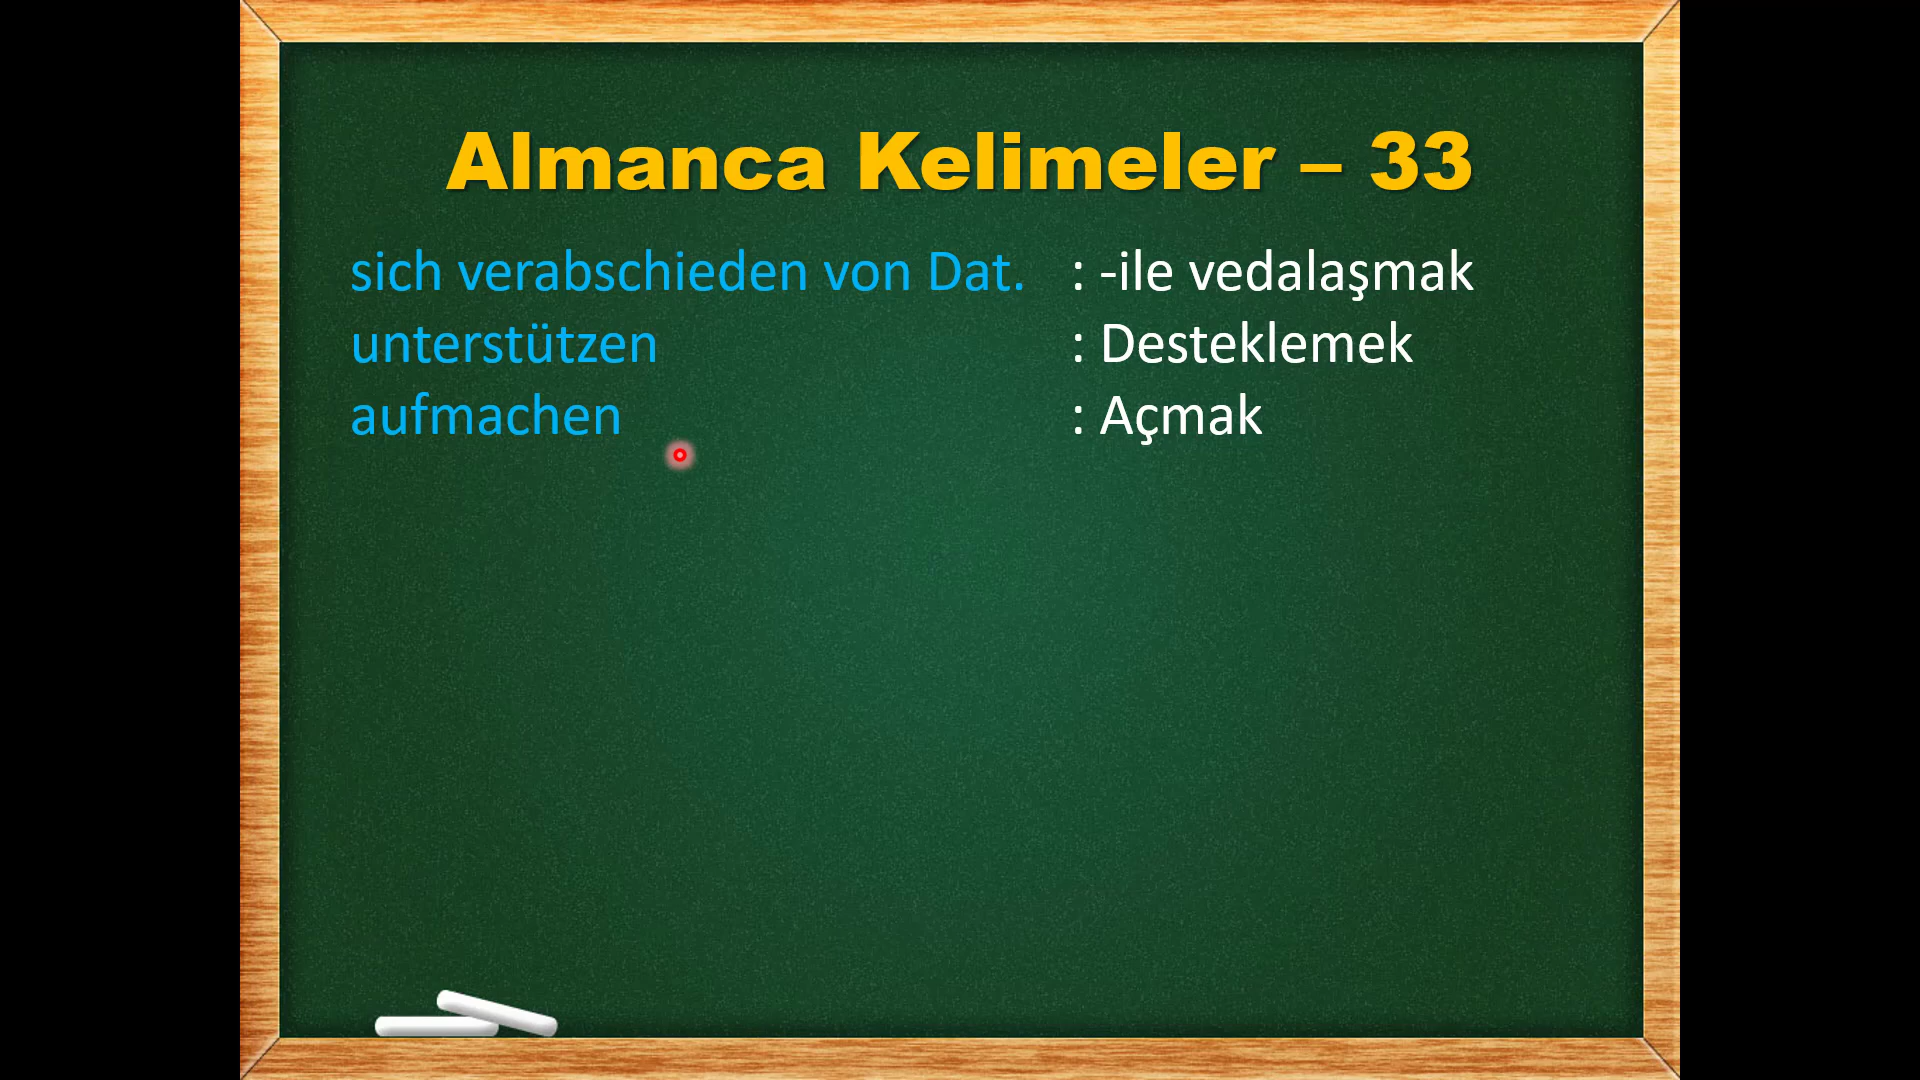 Almanca Kelimeler – 33
sich verabschieden von Dat. : -ile vedalaşmak
unterstützen : Desteklemek
aufmachen : Açmak